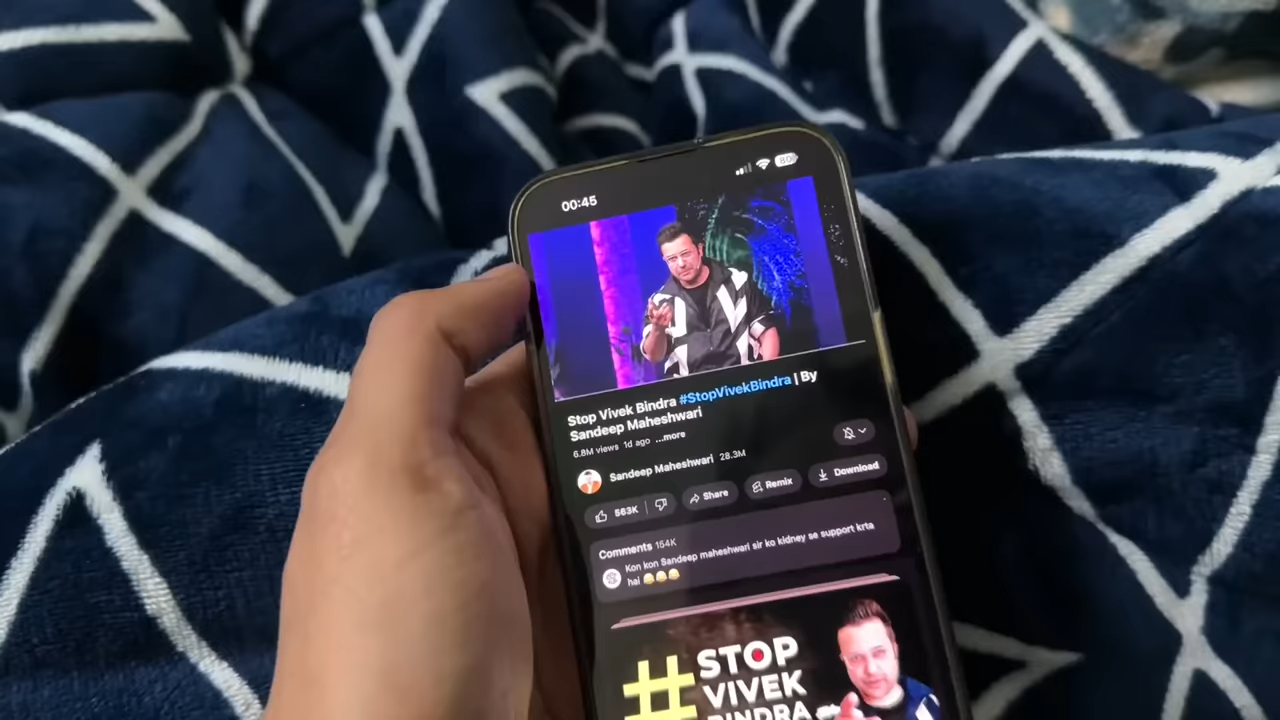 00:45
80
Stop Vivek Bindra #StopVivekBindra | By
Sandeep Maheshwari
6.8M views 1d ago ...more
Sandeep Maheshwari 28.3M
563K Share Remix Download
Comments 154K
Kon kon Sandeep maheshwari sir ko kidney se support krta
hai 😂😂😂
# STOP
VIVEK
BINDRA